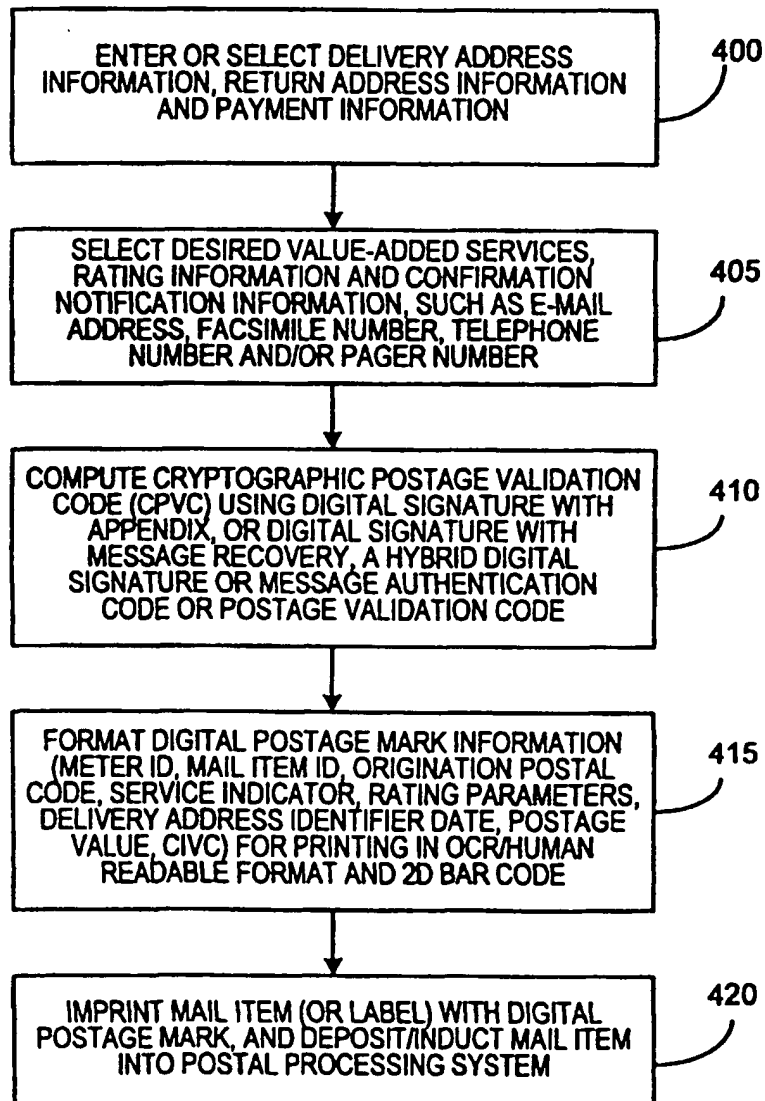 ENTER OR SELECT DELIVERY ADDRESS
INFORMATION, RETURN ADDRESS INFORMATION
AND PAYMENT INFORMATION
400
SELECT DESIRED VALUE-ADDED SERVICES,
RATING INFORMATION AND CONFIRMATION
NOTIFICATION INFORMATION, SUCH AS E-MAIL
ADDRESS, FACSIMILE NUMBER, TELEPHONE
NUMBER AND/OR PAGER NUMBER
405
COMPUTE CRYPTOGRAPHIC POSTAGE VALIDATION
CODE (CPVC) USING DIGITAL SIGNATURE WITH
APPENDIX, OR DIGITAL SIGNATURE WITH
MESSAGE RECOVERY, A HYBRID DIGITAL
SIGNATURE OR MESSAGE AUTHENTICATION
CODE OR POSTAGE VALIDATION CODE
410
FORMAT DIGITAL POSTAGE MARK INFORMATION
(METER ID, MAIL ITEM ID, ORIGINATION POSTAL
CODE, SERVICE INDICATOR, RATING PARAMETERS,
DELIVERY ADDRESS IDENTIFIER DATE, POSTAGE
VALUE, CIVC) FOR PRINTING IN OCR/HUMAN
READABLE FORMAT AND 2D BAR CODE
415
IMPRINT MAIL ITEM (OR LABEL) WITH DIGITAL
POSTAGE MARK, AND DEPOSIT/INDUCT MAIL ITEM
INTO POSTAL PROCESSING SYSTEM
420